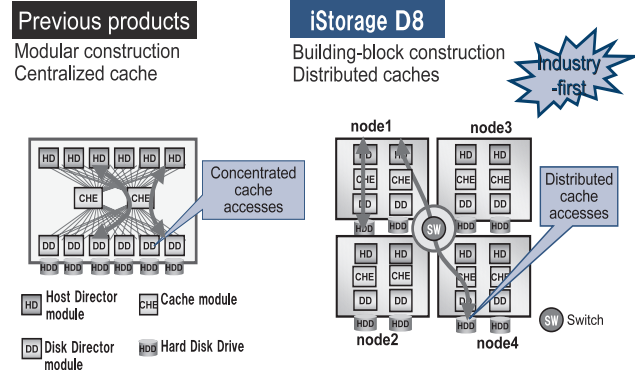 Previous products
Modular construction
Centralized cache
HD HD HD HD HD HD
CHE CHE
DD DD DD DD DD DD
HDD HDD HDD HDD HDD HDD
Concentrated
cache
accesses
HD Host Director
module
CHE Cache module
DD Disk Director
module
HDD Hard Disk Drive
iStorage D8
Building-block construction
Distributed caches
Industry
-first
node1
node3
HD HD HD HD
CHE CHE CHE CHE
DD DD DD DD
HDD HDD HDD HDD
SW
HD HD HD HD
CHE CHE CHE CHE
DD DD DD DD
HDD HDD HDD HDD
node2
node4
Distributed
cache
accesses
SW Switch